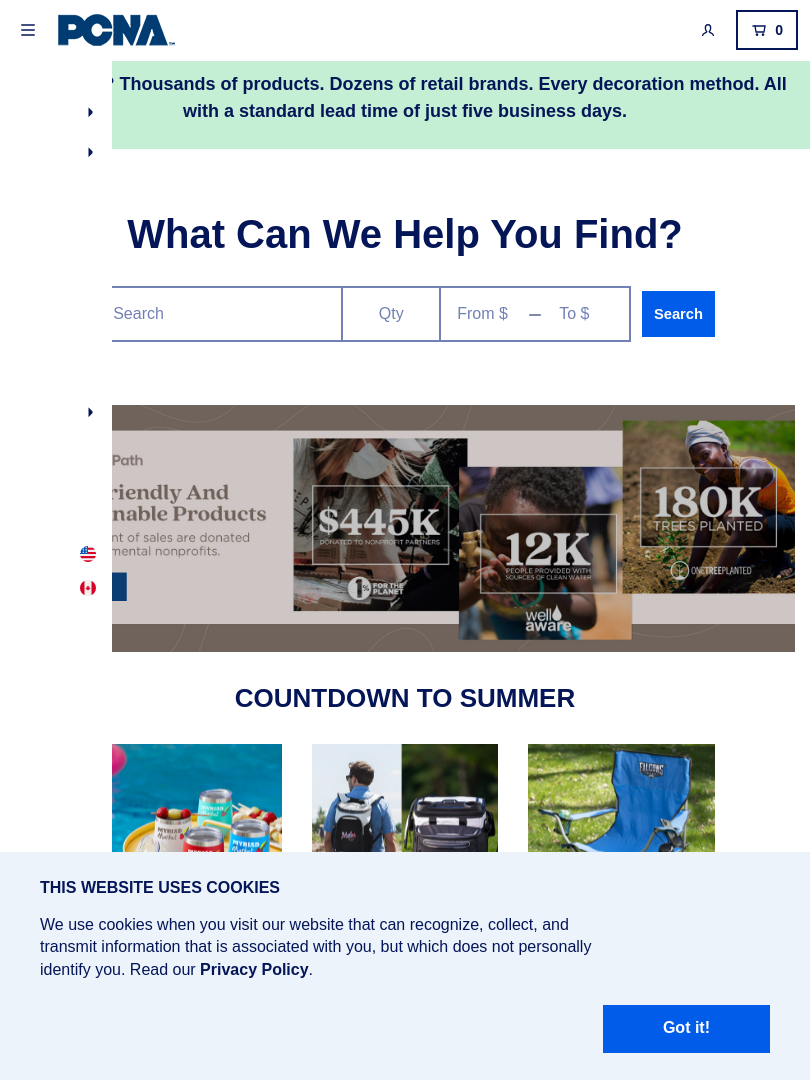 PCNA
0
? Thousands of products. Dozens of retail brands. Every decoration method. All
with a standard lead time of just five business days.
What Can We Help You Find?
Search
Qty
From $ – To $
Search
Path
riendly And
nable Products
nt of sales are donated
mental nonprofits.
$445K
DONATED TO NONPROFIT PARTNERS
FOR THE
PLANET
12K
PEOPLE PROVIDED WITH
SOURCES OF CLEAN WATER
well
aware
180K
TREES PLANTED
ONETREEPLANTED
COUNTDOWN TO SUMMER
MYRIAD
Market
MYRIAD
Market
FALCONS
THIS WEBSITE USES COOKIES
We use cookies when you visit our website that can recognize, collect, and
transmit information that is associated with you, but which does not personally
identify you. Read our Privacy Policy.
Got it!